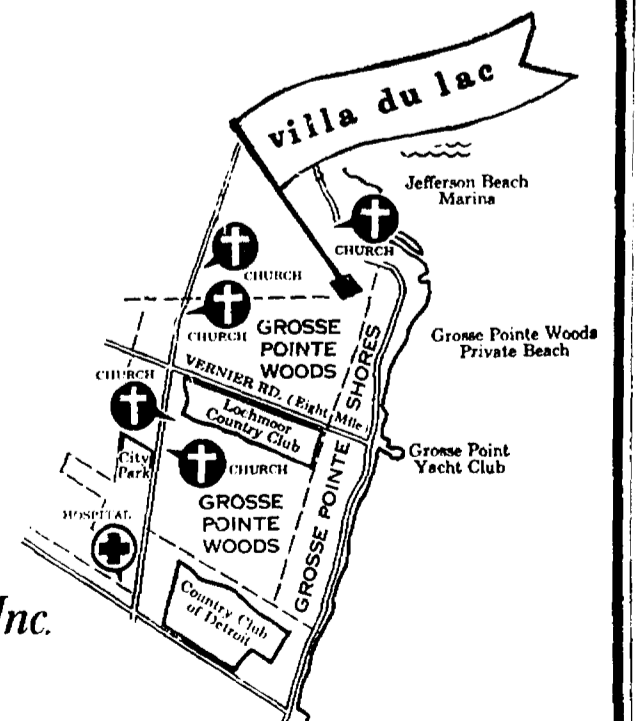 villa du lac
Jefferson Beach
Marina
CHURCH
CHURCH
CHURCH
GROSSE
POINTE
WOODS
GROSSE POINTE SHORES
Grosse Pointe Woods
Private Beach
CHURCH
VERNIER RD. (Eight Mile)
Lochmoor
Country Club
City
Park
CHURCH
Grosse Point
Yacht Club
GROSSE
POINTE
WOODS
HOSPITAL
Country Club
of Detroit
Inc.